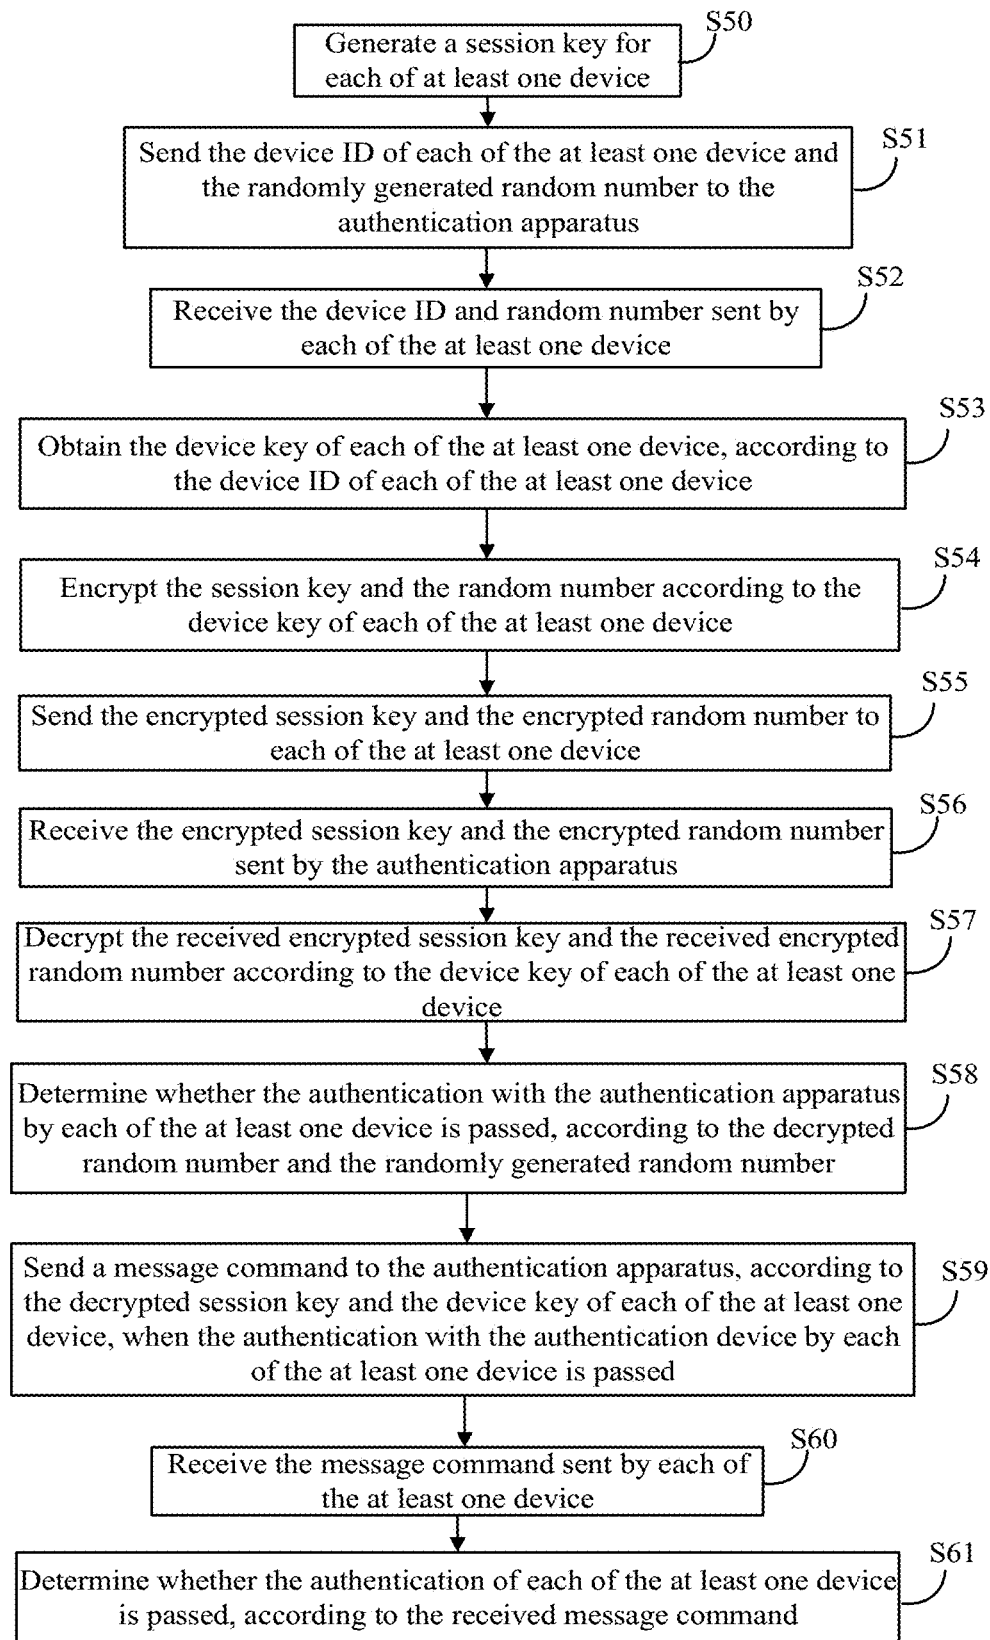 S50
Generate a session key for
each of at least one device
S51
Send the device ID of each of the at least one device and
the randomly generated random number to the
authentication apparatus
S52
Receive the device ID and random number sent by
each of the at least one device
S53
Obtain the device key of each of the at least one device, according to
the device ID of each of the at least one device
S54
Encrypt the session key and the random number according to the
device key of each of the at least one device
S55
Send the encrypted session key and the encrypted random number to
each of the at least one device
S56
Receive the encrypted session key and the encrypted random number
sent by the authentication apparatus
S57
Decrypt the received encrypted session key and the received encrypted
random number according to the device key of each of the at least one
device
S58
Determine whether the authentication with the authentication apparatus
by each of the at least one device is passed, according to the decrypted
random number and the randomly generated random number
S59
Send a message command to the authentication apparatus, according to
the decrypted session key and the device key of each of the at least one
device, when the authentication with the authentication device by each
of the at least one device is passed
S60
Receive the message command sent by each of
the at least one device
S61
Determine whether the authentication of each of the at least one device
is passed, according to the received message command